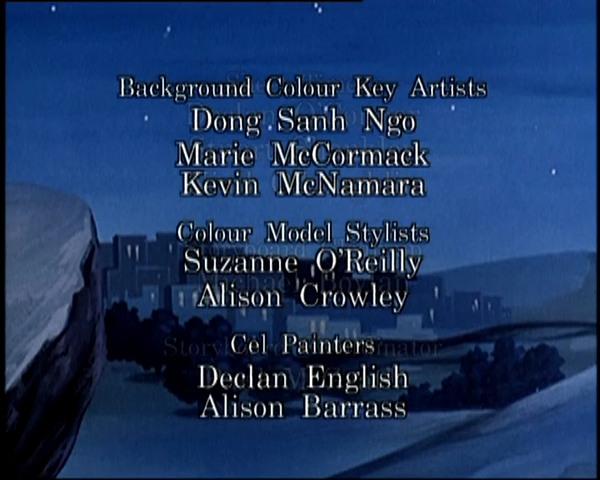 Background Colour Key Artists
Dong Sanh Ngo
Marie McCormack
Kevin McNamara
Colour Model Stylists
Suzanne O'Reilly
Alison Crowley
Cel Painters
Declan English
Alison Barrass